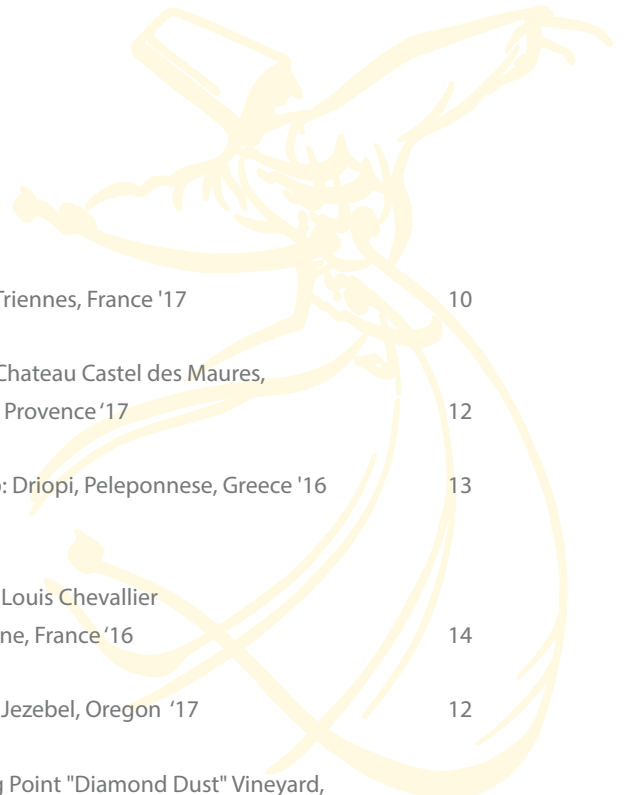 Triennes, France '17 10
Chateau Castel des Maures,
Provence ‘17 12
o: Driopi, Peleponnese, Greece '16 13
Louis Chevallier
ne, France ‘16 14
Jezebel, Oregon ‘17 12
g Point "Diamond Dust" Vineyard,